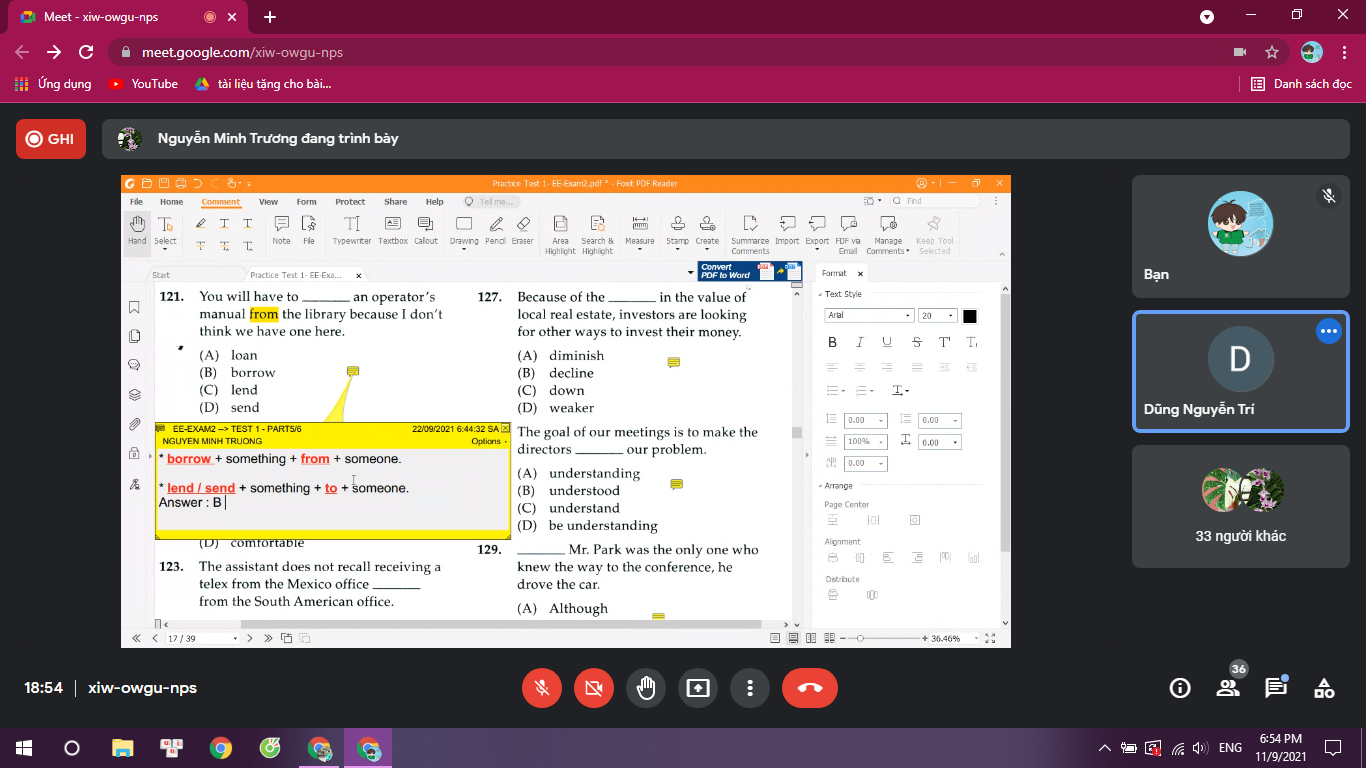 Meet - xiw-owgu-nps
meet.google.com/xiw-owgu-nps
Ứng dụng
YouTube
tài liệu tặng cho bài...
Danh sách đọc
GHI
Nguyễn Minh Trương đang trình bày
Practice Test 1- EE-Exam2.pdf * - Foxit PDF Reader
File Home Comment View Form Protect Share Help Tell me... Find
Hand Select Note File Typewriter Textbox Callout Drawing Pencil Eraser Area Highlight Search & Highlight Measure Stamp Create Summarize Comments Import Export FDF via Email Manage Comments Keep Tool Selected
Start
Practice Test 1- EE-Exa...
Convert PDF to Word
121. You will have to _______ an operator's
manual from the library because I don't
think we have one here.
(A) loan
(B) borrow
(C) lend
(D) send
EE-EXAM2 --> TEST 1 - PART5/6 22/09/2021 6:44:32 SA
NGUYEN MINH TRUONG Options
* borrow + something + from + someone.
* lend / send + something + to + someone.
Answer : B
(D) comfortable
123. The assistant does not recall receiving a
telex from the Mexico office _______
from the South American office.
127. Because of the _______ in the value of
local real estate, investors are looking
for other ways to invest their money.
(A) diminish
(B) decline
(C) down
(D) weaker
The goal of our meetings is to make the
directors _______ our problem.
(A) understanding
(B) understood
(C) understand
(D) be understanding
129. _______ Mr. Park was the only one who
knew the way to the conference, he
drove the car.
(A) Although
17 / 39
36.46%
Format
Text Style
Arial 20
0.00 0.00
100% 0.00
0.00
Arrange
Page Center
Alignment
Distribute
Bạn
D
Dũng Nguyễn Trí
33 người khác
18:54 xiw-owgu-nps
36
ENG
6:54 PM
11/9/2021